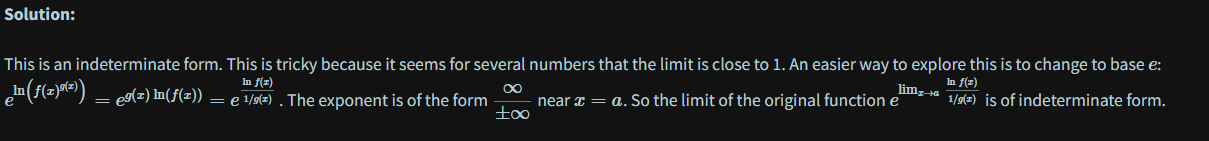 Solution:
This is an indeterminate form. This is tricky because it seems for several numbers that the limit is close to 1. An easier way to explore this is to change to base e:
e^{ln(f(x)^{g(x)})} = e^{g(x) ln(f(x))} = e^{\frac{ln f(x)}{1/g(x)}}. The exponent is of the form \frac{∞}{±∞} near x = a. So the limit of the original function e^{lim_{x→a} \frac{ln f(x)}{1/g(x)}} is of indeterminate form.